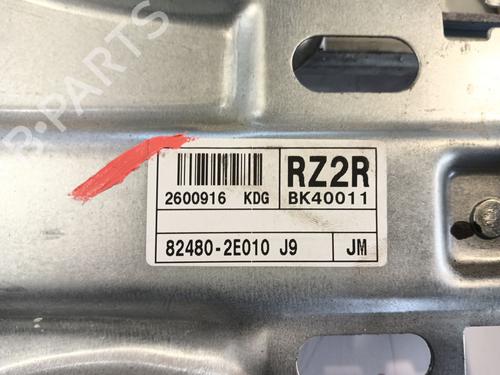 B-PARTS
RZ2R
2600916 KDG BK40011
82480-2E010 J9 JM